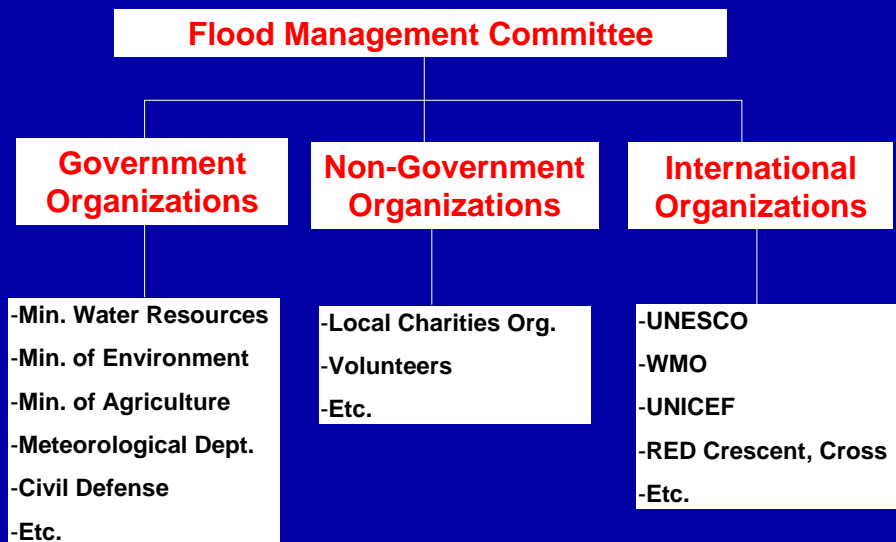 Flood Management Committee
Government
Organizations
Non-Government
Organizations
International
Organizations
-Min. Water Resources
-Min. of Environment
-Min. of Agriculture
-Meteorological Dept.
-Civil Defense
-Etc.
-Local Charities Org.
-Volunteers
-Etc.
-UNESCO
-WMO
-UNICEF
-RED Crescent, Cross
-Etc.